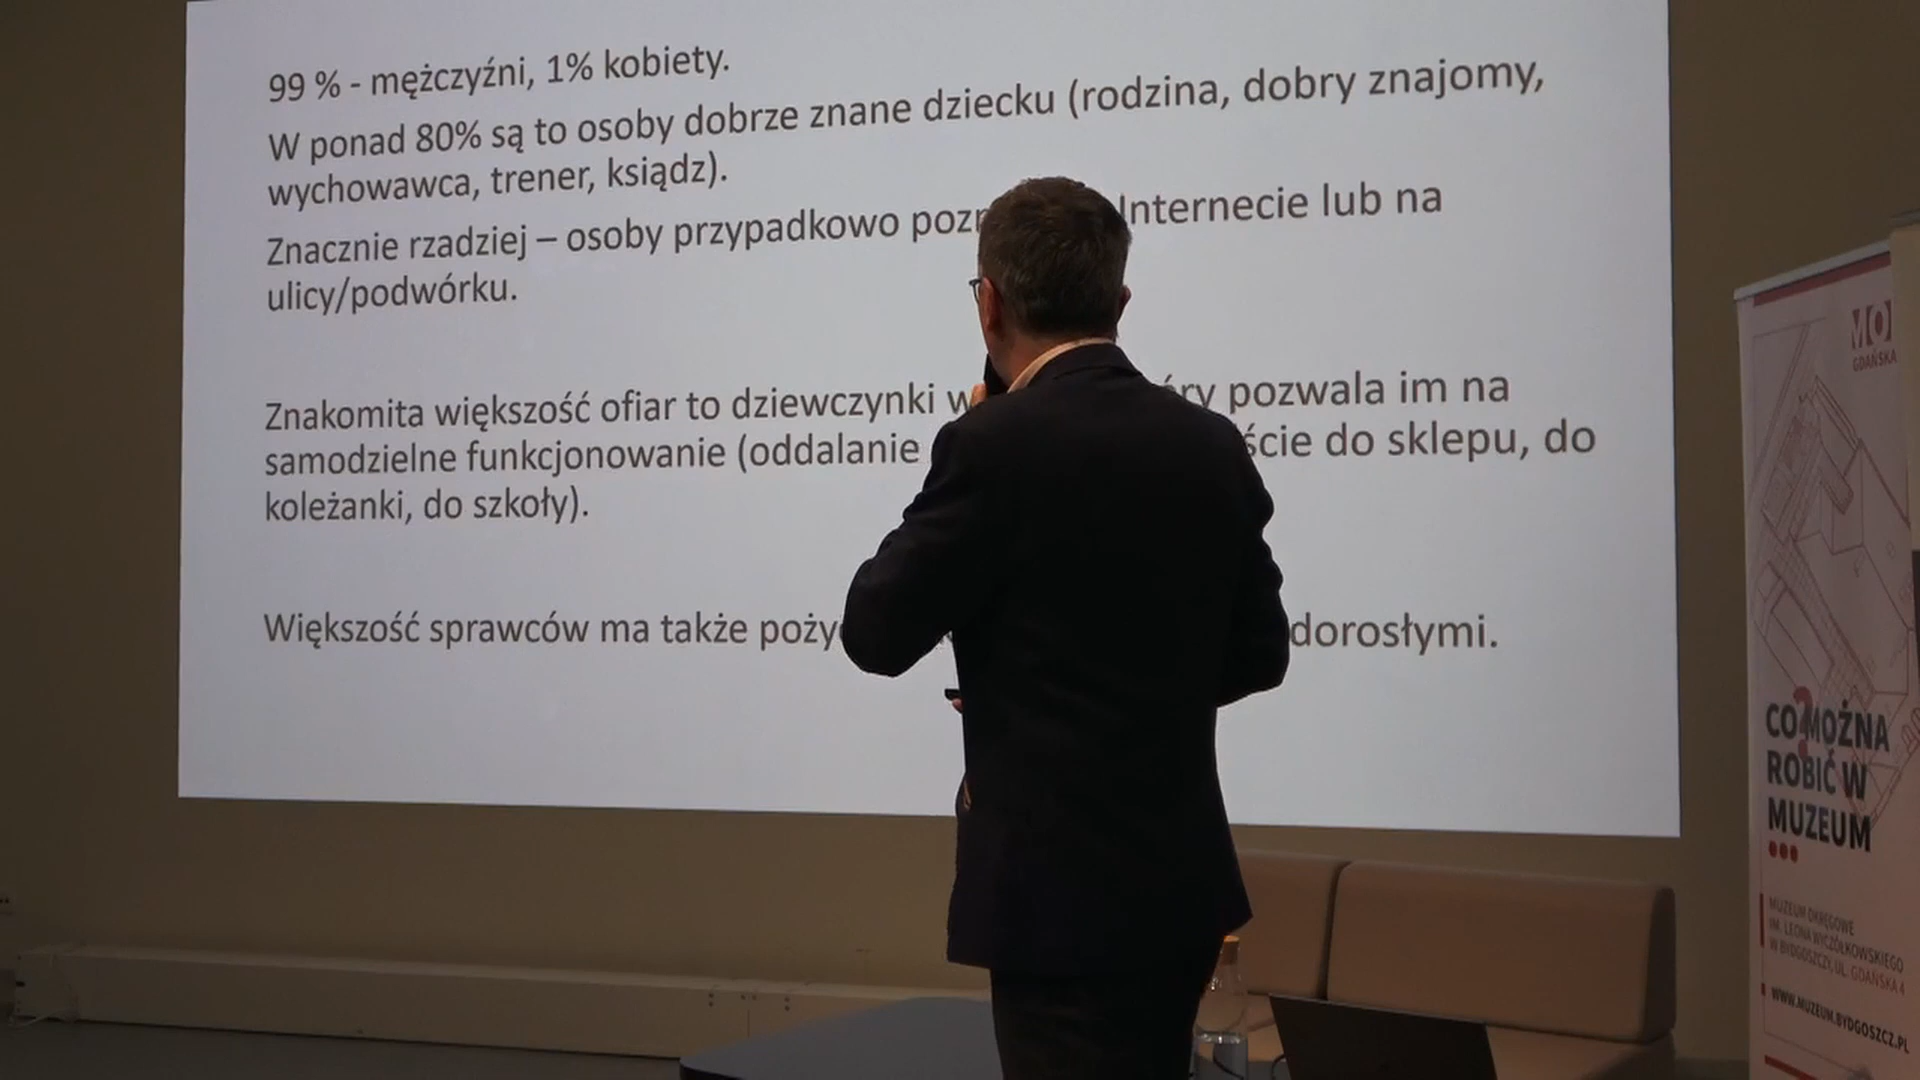 99 % - mężczyźni, 1% kobiety.
W ponad 80% są to osoby dobrze znane dziecku (rodzina, dobry znajomy,
wychowawca, trener, ksiądz).
Znacznie rzadziej – osoby przypadkowo Internecie lub na
ulicy/podwórku.
Znakomita większość ofiar to dziewczynki pozwala im na
samodzielne funkcjonowanie (oddalanie do sklepu, do
koleżanki, do szkoły).
Większość sprawców ma także dorosłymi.
MO
GDAŃSKA
CO MOŻNA
ROBIĆ W
MUZEUM
MUZEUM OKRĘGOWE
IM. LEONA WYCZÓŁKOWSKIEGO
W BYDGOSZCZY, UL. GDAŃSKA 4
WWW.MUZEUM.BYDGOSZCZ.PL